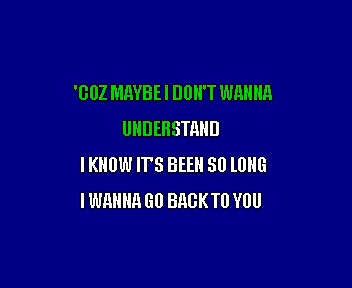 'COZ MAYBE I DON'T WANNA
UNDERSTAND
I KNOW IT'S BEEN SO LONG
I WANNA GO BACK TO YOU